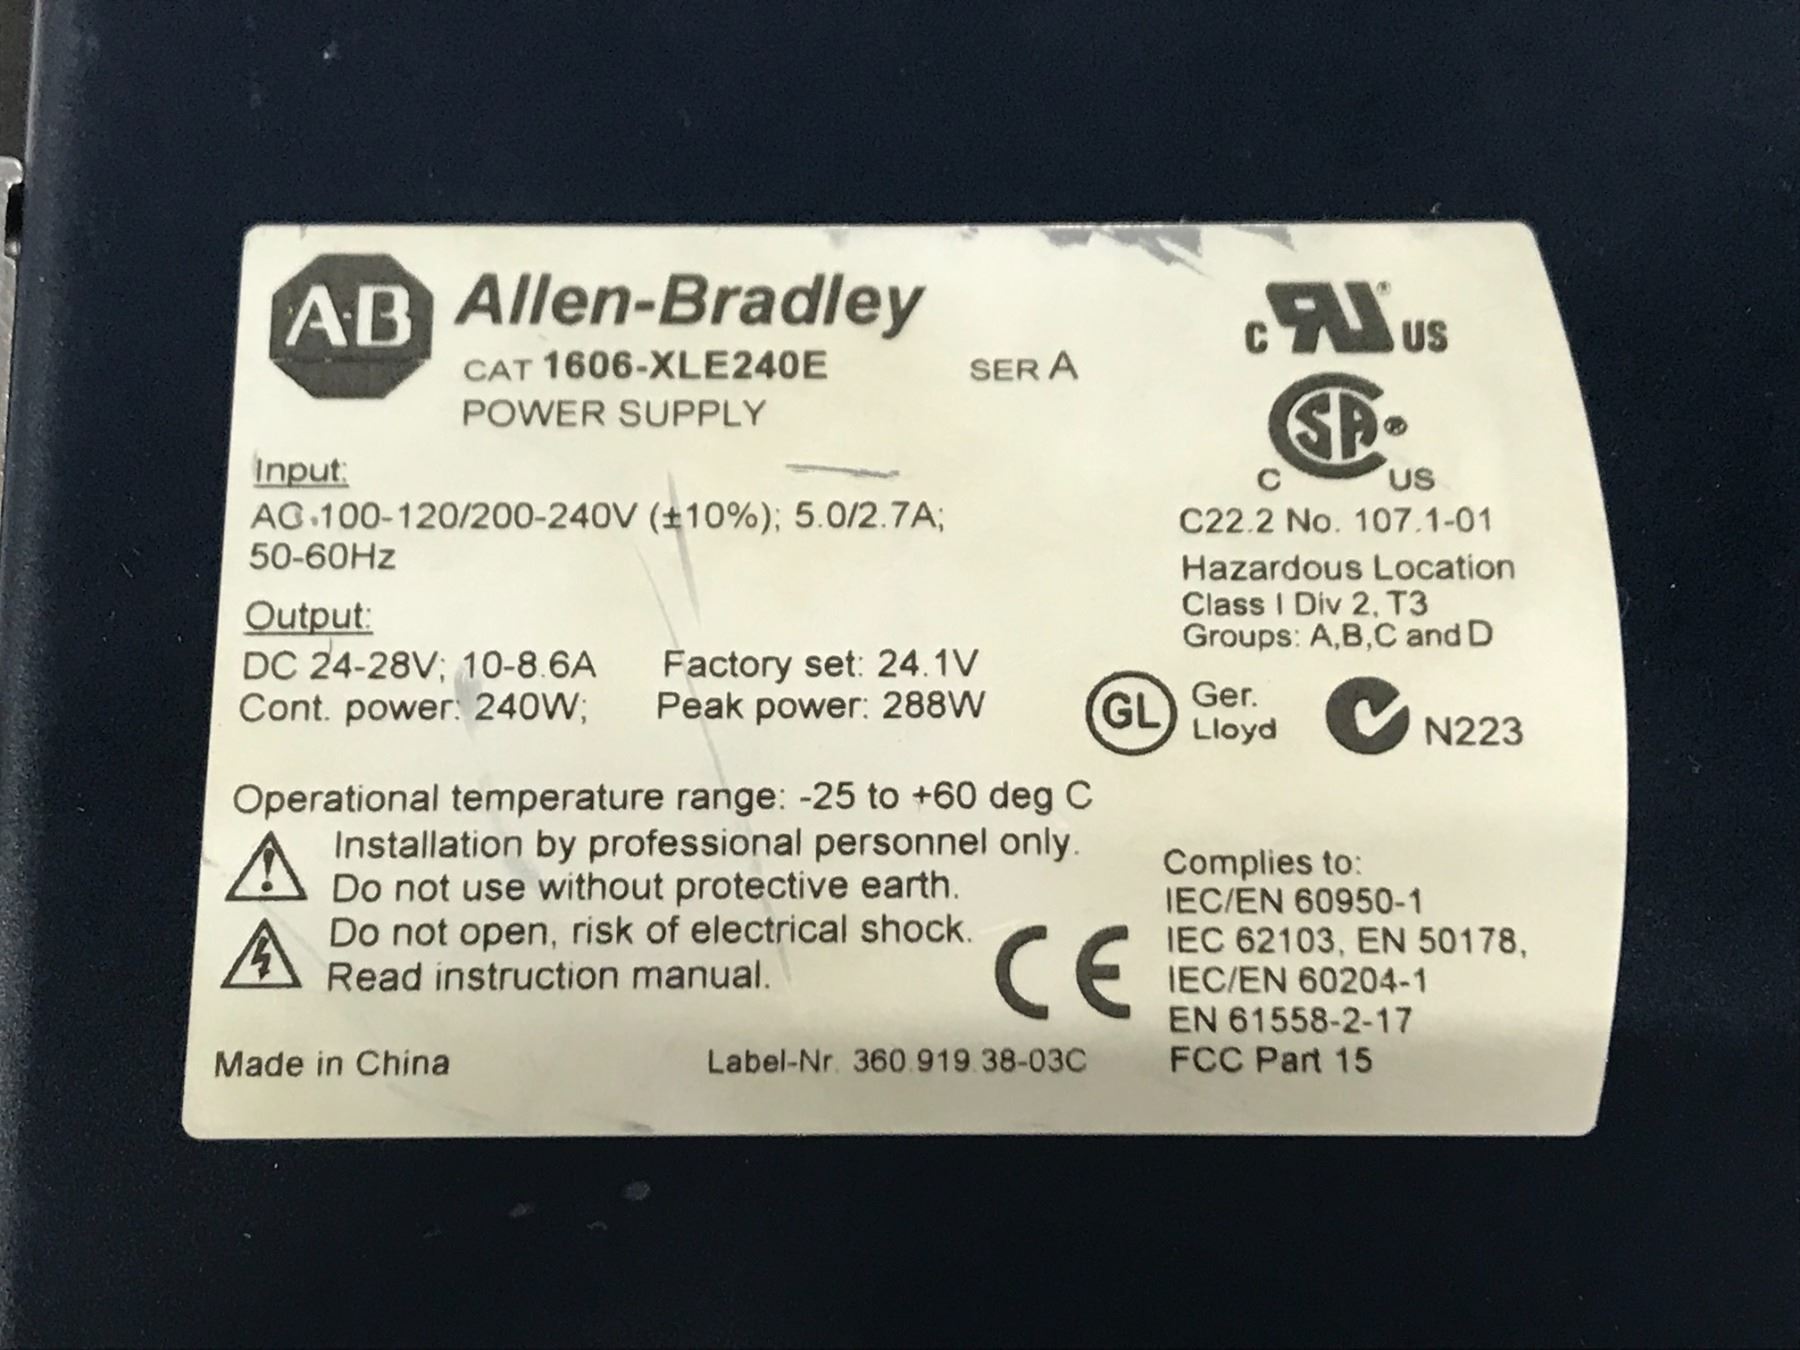 A-B Allen-Bradley
CAT 1606-XLE240E SER A
POWER SUPPLY
Input:
AC 100-120/200-240V (±10%); 5.0/2.7A;
50-60Hz
Output:
DC 24-28V; 10-8.6A Factory set: 24.1V
Cont. power: 240W; Peak power: 288W
Operational temperature range: -25 to +60 deg C
Installation by professional personnel only.
Do not use without protective earth.
Do not open, risk of electrical shock.
Read instruction manual.
Made in China
Label-Nr. 360.919.38-03C
C RU® US
C SA® US
C22.2 No. 107.1-01
Hazardous Location
Class I Div 2, T3
Groups: A,B,C and D
GL Ger.
Lloyd
N223
CE
Complies to:
IEC/EN 60950-1
IEC 62103, EN 50178,
IEC/EN 60204-1
EN 61558-2-17
FCC Part 15